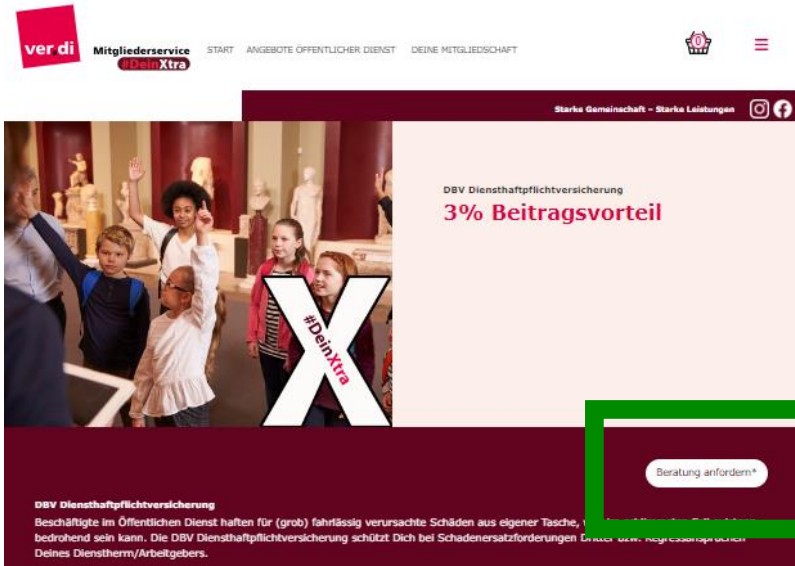 ver di
Mitgliederservice
#DeinXtra
START ANGEBOTE ÖFFENTLICHER DIENST DEINE MITGLIEDSCHAFT
0
Starke Gemeinschaft – Starke Leistungen
DBV Diensthaftpflichtversicherung
3% Beitragsvorteil
#DeinXtra
Beratung anfordern*
DBV Diensthaftpflichtversicherung
Beschäftigte im Öffentlichen Dienst haften für (grob) fahrlässig verursachte Schäden aus eigener Tasche,
bedrohend sein kann. Die DBV Diensthaftpflichtversicherung schützt Dich bei Schadenersatzforderungen Dritter bzw. Regressansprüchen
Deines Dienstherrn/Arbeitgebers.